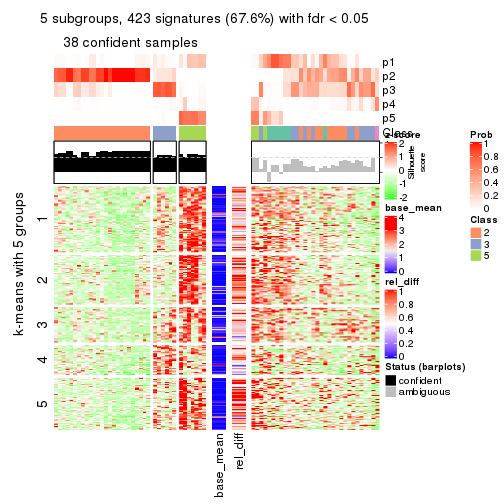 5 subgroups, 423 signatures (67.6%) with fdr < 0.05
38 confident samples
p1
p2
p3
p4
p5
Class
k-means with 5 groups
1
2
3
4
5
base_mean
rel_diff
z-score
2
1
0
-1
-2
Silhouette
score
base_mean
4
3
2
1
0
rel_diff
1
0.8
0.6
0.4
0.2
0
Status (barplots)
confident
ambiguous
Prob
1
0.8
0.6
0.4
0.2
0
Class
2
3
5